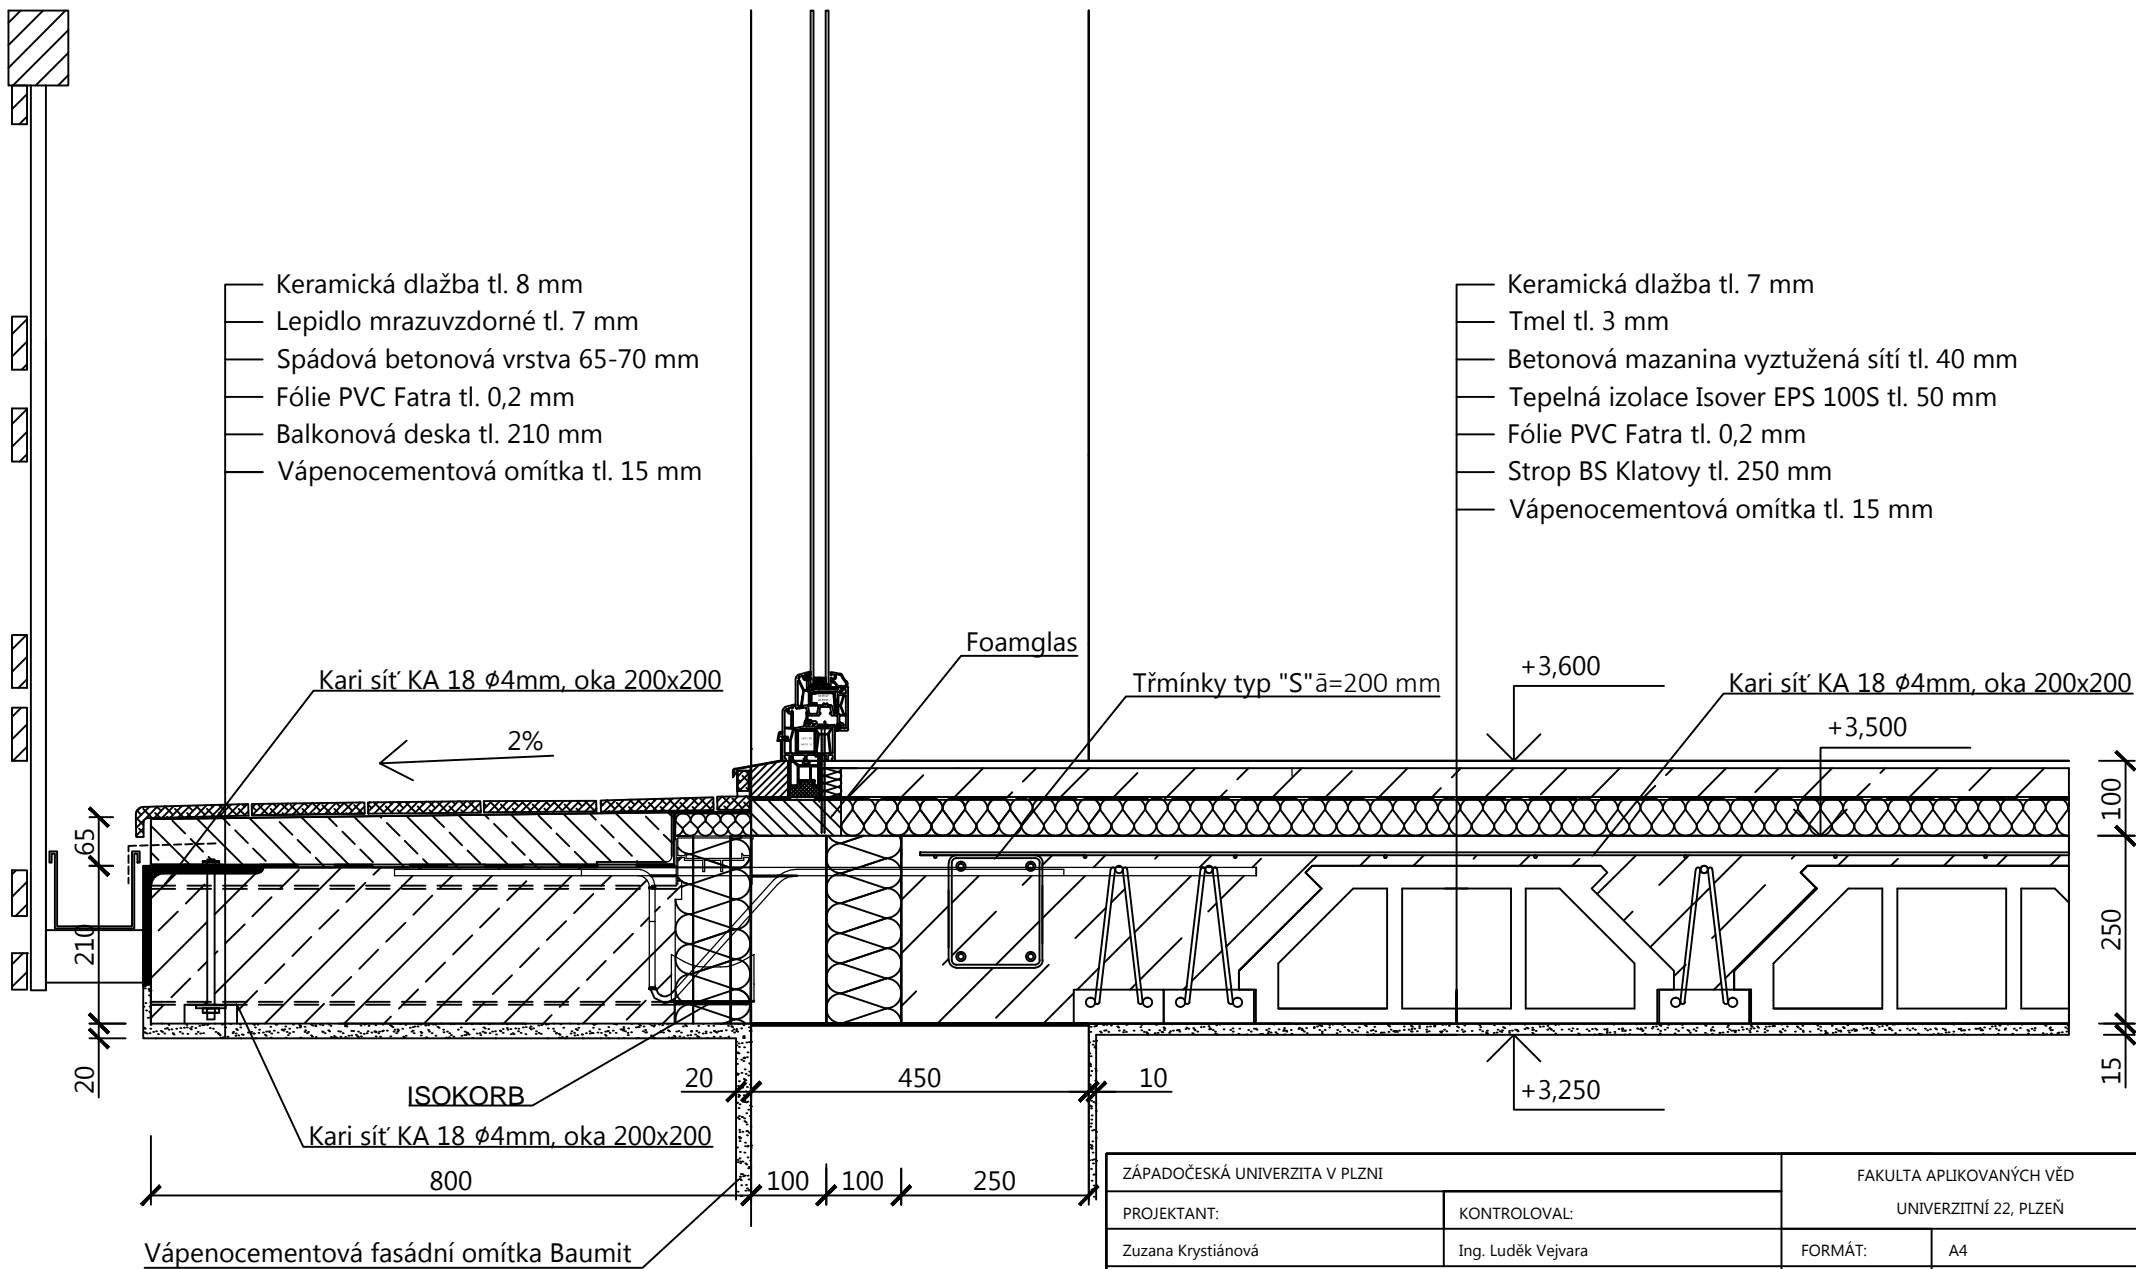 Keramická dlažba tl. 8 mm
Lepidlo mrazuvzdorné tl. 7 mm
Spádová betonová vrstva 65-70 mm
Fólie PVC Fatra tl. 0,2 mm
Balkonová deska tl. 210 mm
Vápenocementová omítka tl. 15 mm
Keramická dlažba tl. 7 mm
Tmel tl. 3 mm
Betonová mazanina vyztužená sítí tl. 40 mm
Tepelná izolace Isover EPS 100S tl. 50 mm
Fólie PVC Fatra tl. 0,2 mm
Strop BS Klatovy tl. 250 mm
Vápenocementová omítka tl. 15 mm
Foamglas
Kari síť KA 18 ϕ4mm, oka 200x200
Třmínky typ "S" ā=200 mm
+3,600
Kari síť KA 18 ϕ4mm, oka 200x200
+3,500
2%
65
210
20
100
250
15
ISOKORB
20
450
10
+3,250
Kari síť KA 18 ϕ4mm, oka 200x200
800
100
100
250
Vápenocementová fasádní omítka Baumit
ZÁPADOČESKÁ UNIVERZITA V PLZNI
FAKULTA APLIKOVANÝCH VĚD
UNIVERZITNÍ 22, PLZEŇ
PROJEKTANT:
KONTROLOVAL:
Zuzana Krystiánová
Ing. Luděk Vejvara
FORMÁT:
A4